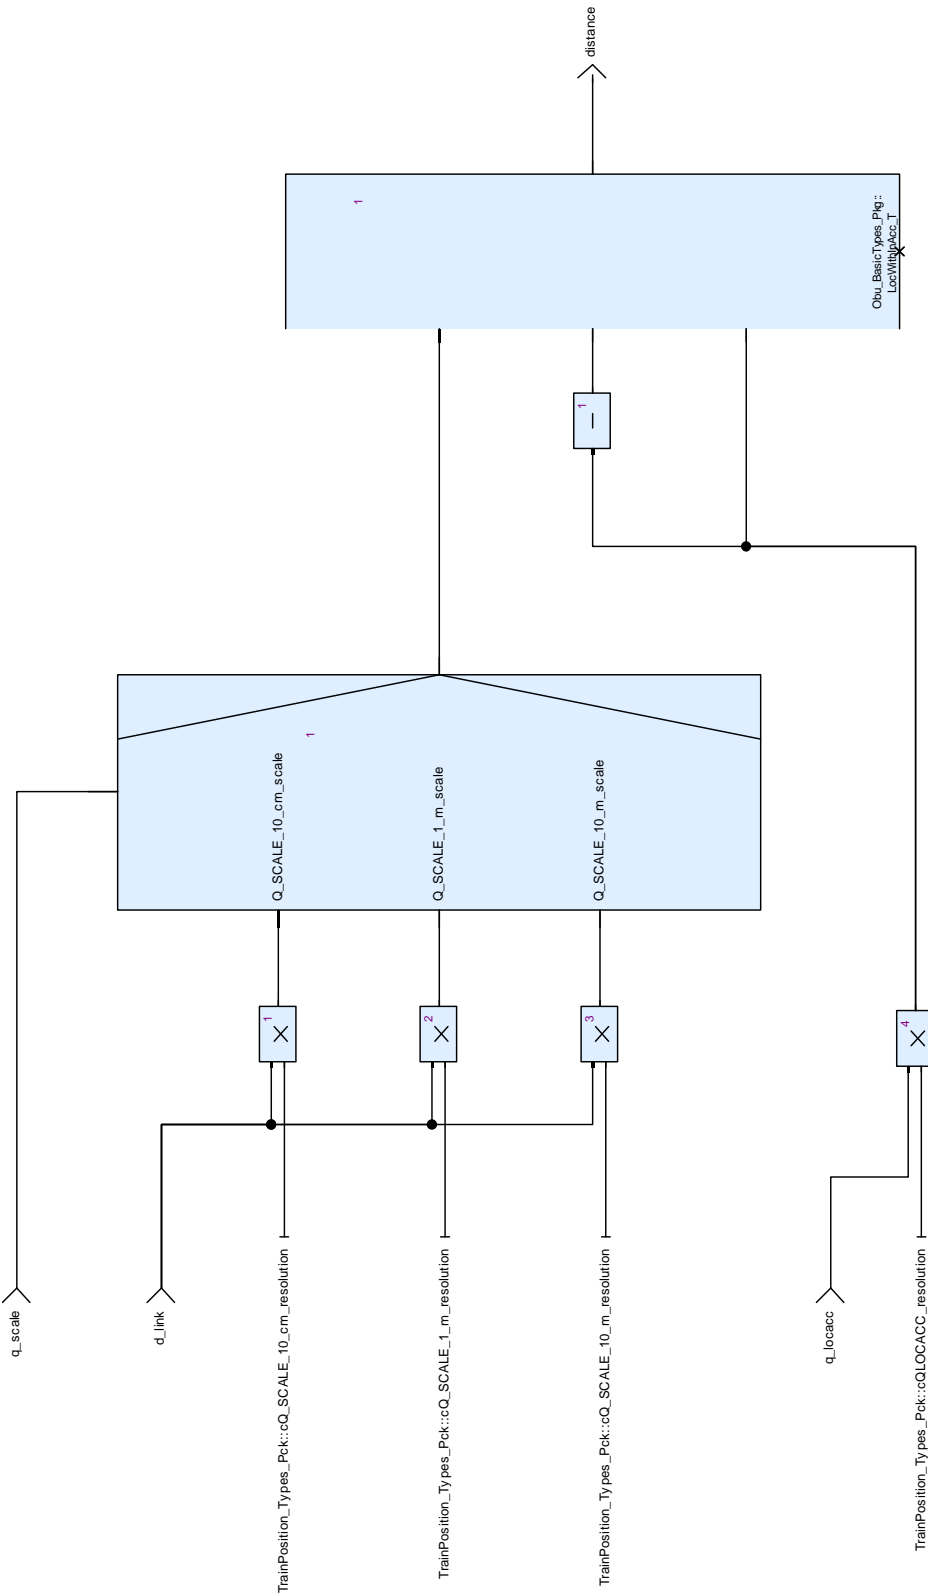 q_scale
d_link
TrainPosition_Types_Pck::cQ_SCALE_10_cm_resolution
1
Q_SCALE_10_cm_scale
1
1
TrainPosition_Types_Pck::cQ_SCALE_1_m_resolution
2
Q_SCALE_1_m_scale
TrainPosition_Types_Pck::cQ_SCALE_10_m_resolution
3
Q_SCALE_10_m_scale
1
distance
q_locacc
TrainPosition_Types_Pck::cQLOCACC_resolution
4
Obu_BasicTypes_Pkg::
LocWithInAcc_T